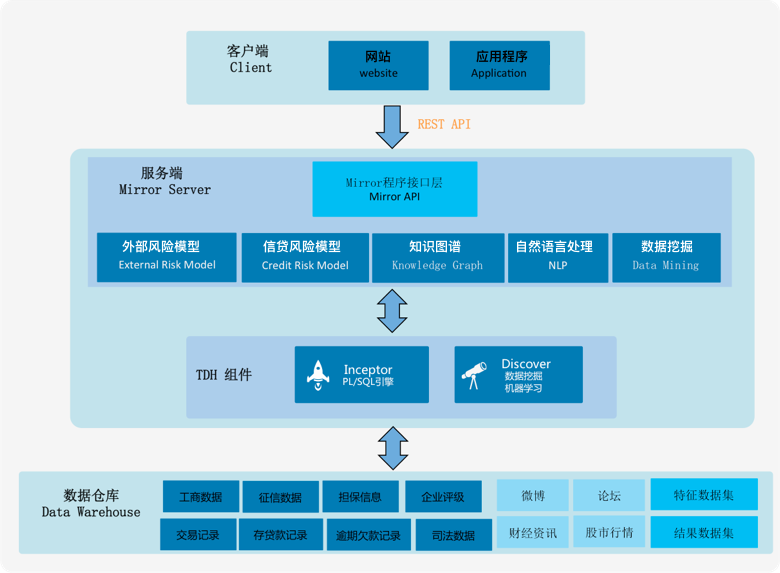 客户端
Client
网站
website
应用程序
Application
REST API
服务端
Mirror Server
Mirror程序接口层
Mirror API
外部风险模型
External Risk Model
信贷风险模型
Credit Risk Model
知识图谱
Knowledge Graph
自然语言处理
NLP
数据挖掘
Data Mining
TDH 组件
Inceptor
PL/SQL引擎
Discover
数据挖掘
机器学习
数据仓库
Data Warehouse
工商数据
征信数据
担保信息
企业评级
微博
论坛
特征数据集
交易记录
存贷款记录
逾期欠款记录
司法数据
财经资讯
股市行情
结果数据集